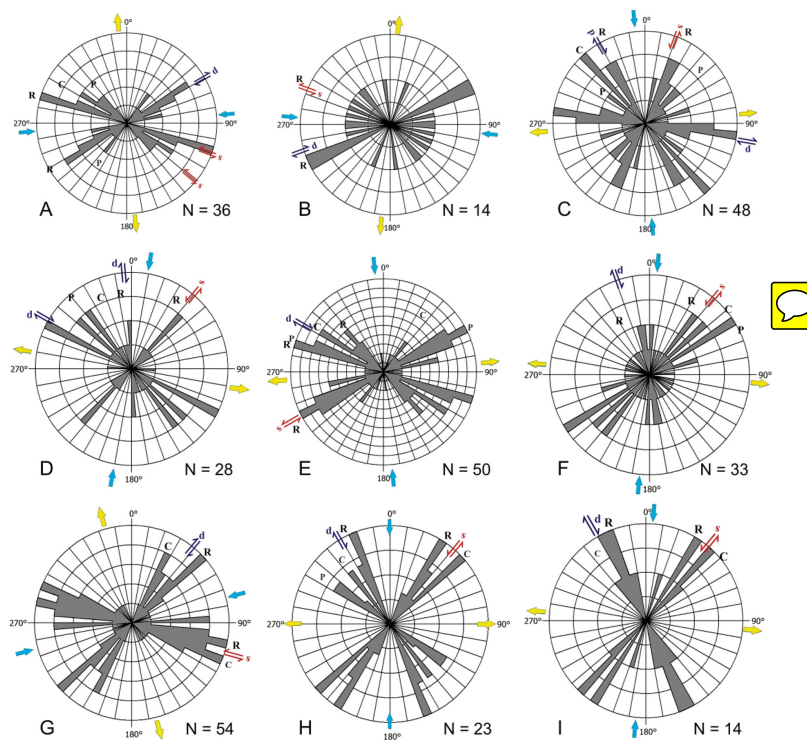 0° 0° 0°
R C P d
R s
d R
C
s R
P
P
270° 90° 270° 90° 270° 90°
R P s s
d R
d
180° 180° 180°
A N = 36 B N = 14 C N = 48
0° 0° 0°
d P C R d R s
d C R C P
R P
d R R s C P
270° 90° 270° 90° 270° 90°
s R
180° 180° 180°
D N = 28 E N = 50 F N = 33
0° 0° 0°
C d R
d R C P R s C
d R C R s C
270° 90° 270° 90° 270° 90°
R s C
180° 180° 180°
G N = 54 H N = 23 I N = 14